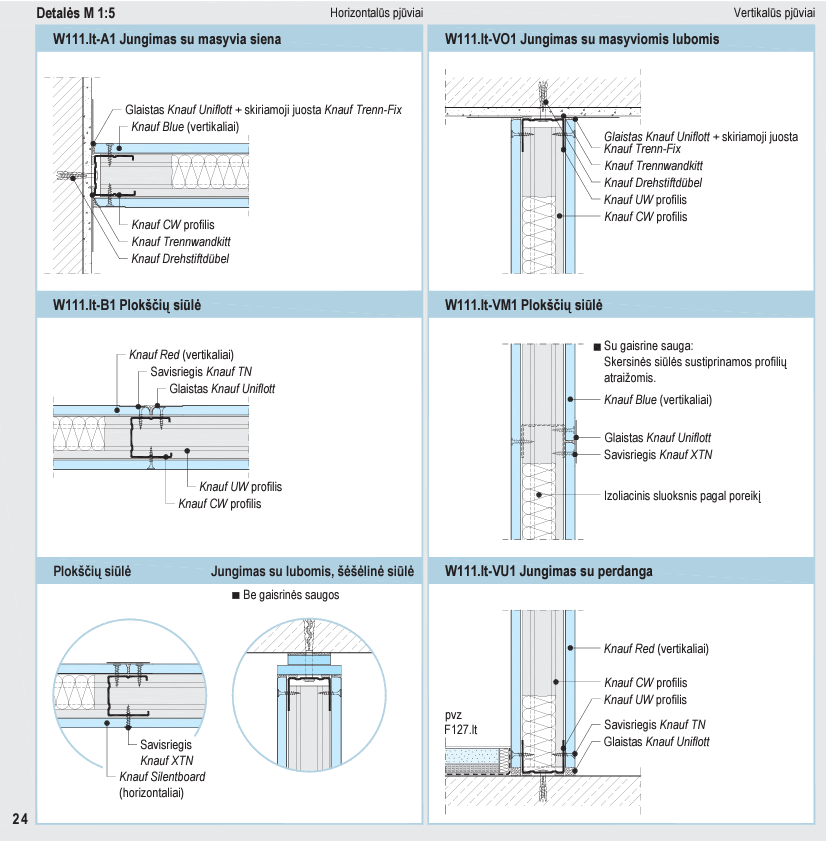 Detalės M 1:5
Horizontalūs pjūviai
Vertikalūs pjūviai
W111.lt-A1 Jungimas su masyvia siena
Glaistas Knauf Uniflott + skiriamoji juosta Knauf Trenn-Fix
Knauf Blue (vertikaliai)
Knauf CW profilis
Knauf Trennwandkitt
Knauf Drehstiftdübel
W111.lt-VO1 Jungimas su masyviomis lubomis
Glaistas Knauf Uniflott + skiriamoji juosta
Knauf Trenn-Fix
Knauf Trennwandkitt
Knauf Drehstiftdübel
Knauf UW profilis
Knauf CW profilis
W111.lt-B1 Plokščių siūlė
Knauf Red (vertikaliai)
Savisriegis Knauf TN
Glaistas Knauf Uniflott
Knauf UW profilis
Knauf CW profilis
W111.lt-VM1 Plokščių siūlė
■ Su gaisrine sauga:
Skersinės siūlės sustiprinamos profilių
atraižomis.
Knauf Blue (vertikaliai)
Glaistas Knauf Uniflott
Savisriegis Knauf XTN
Izoliacinis sluoksnis pagal poreikį
Plokščių siūlė
Jungimas su lubomis, šėšėlinė siūlė
■ Be gaisrinės saugos
Savisriegis
Knauf XTN
Knauf Silentboard
(horizontaliai)
W111.lt-VU1 Jungimas su perdanga
Knauf Red (vertikaliai)
Knauf CW profilis
Knauf UW profilis
pvz
F127.lt
Savisriegis Knauf TN
Glaistas Knauf Uniflott
24